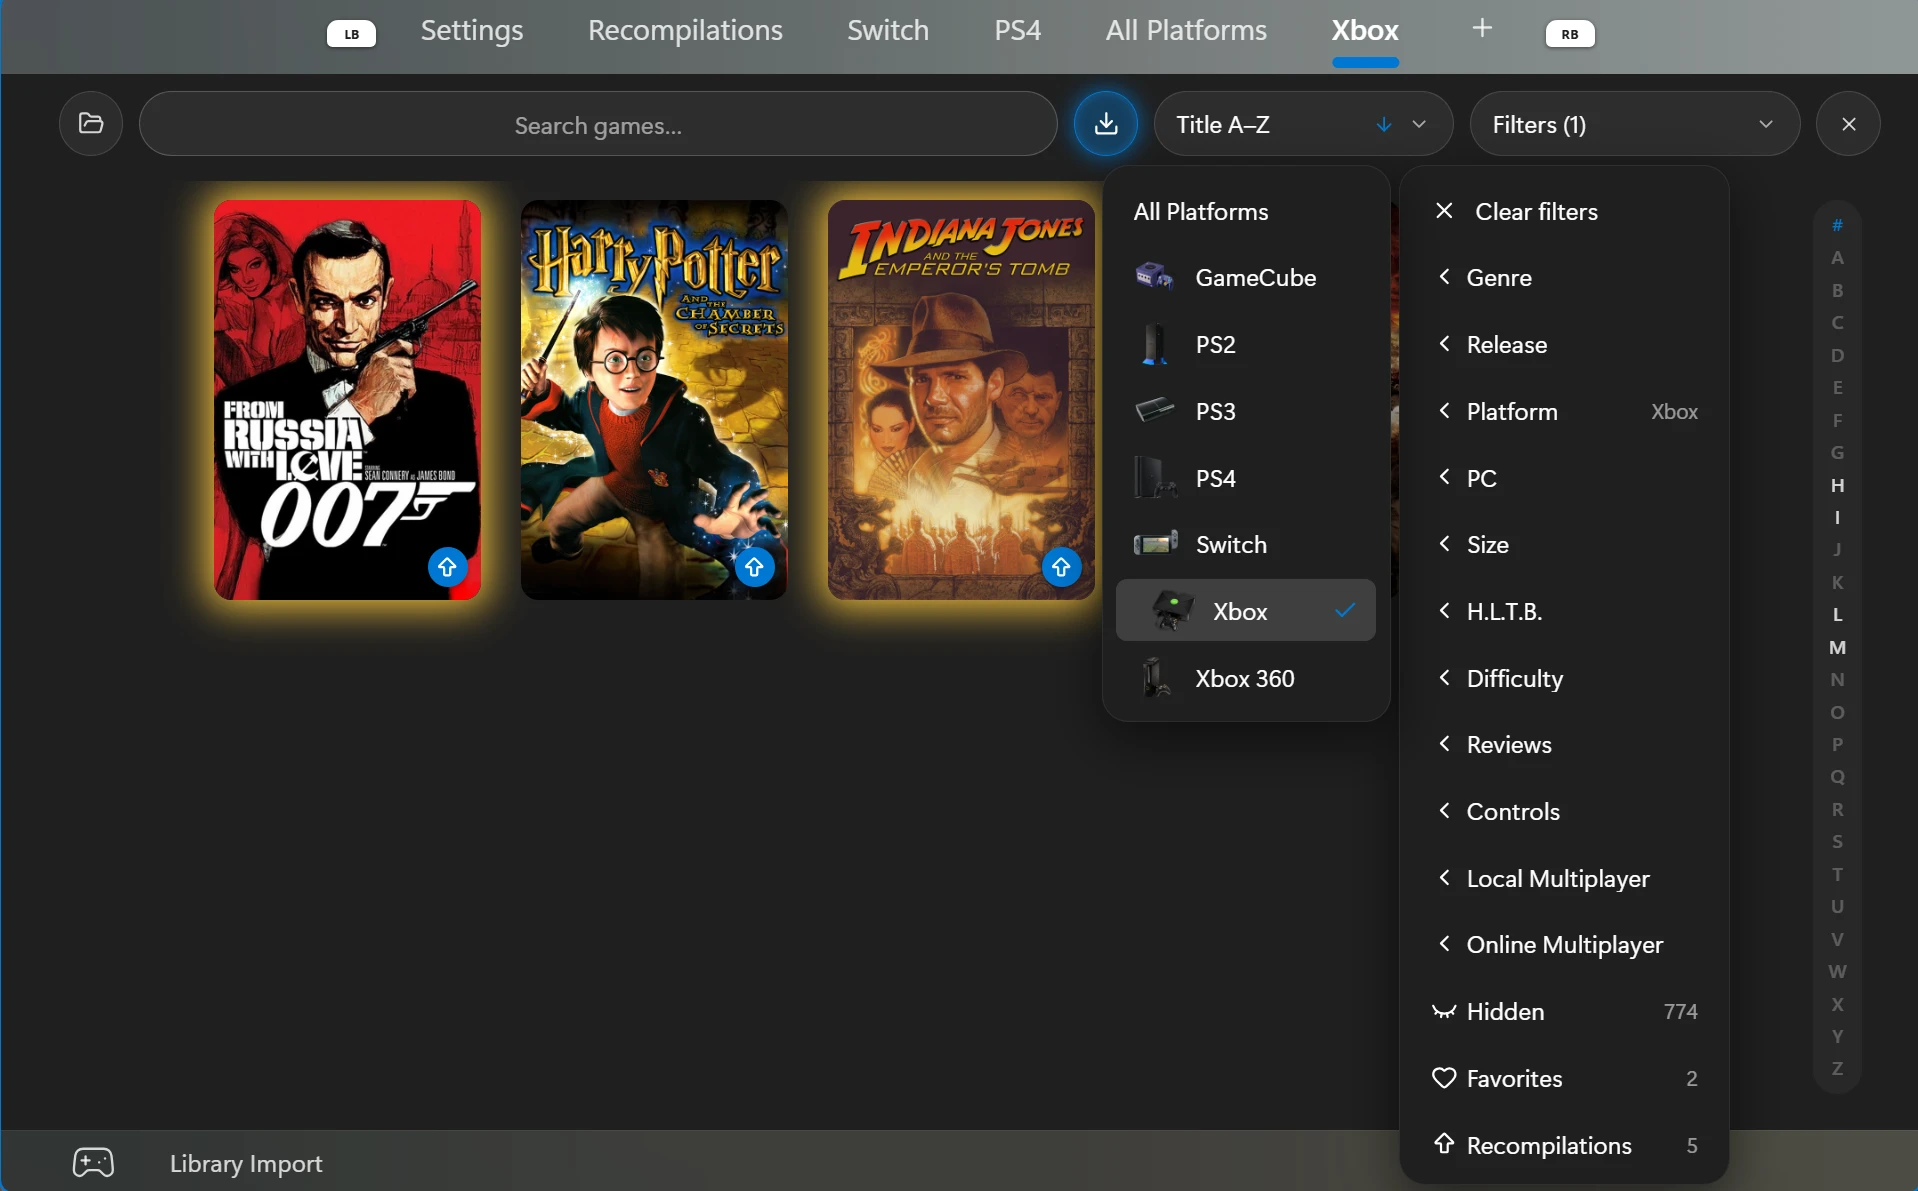 LB Settings Recompilations Switch PS4 All Platforms Xbox + RB
Search games...
Title A–Z
Filters (1)
FROM
RUSSIA
WITH LOVE
STARRING SEAN CONNERY AS JAMES BOND
007
Harry Potter
AND THE
CHAMBER
OF SECRETS
INDIANA JONES
AND THE
EMPEROR'S TOMB
All Platforms
GameCube
PS2
PS3
PS4
Switch
Xbox
Xbox 360
Clear filters
Genre
Release
Platform Xbox
PC
Size
H.L.T.B.
Difficulty
Reviews
Controls
Local Multiplayer
Online Multiplayer
Hidden 774
Favorites 2
Recompilations 5
#
A
B
C
D
E
F
G
H
I
J
K
L
M
N
O
P
Q
R
S
T
U
V
W
X
Y
Z
Library Import